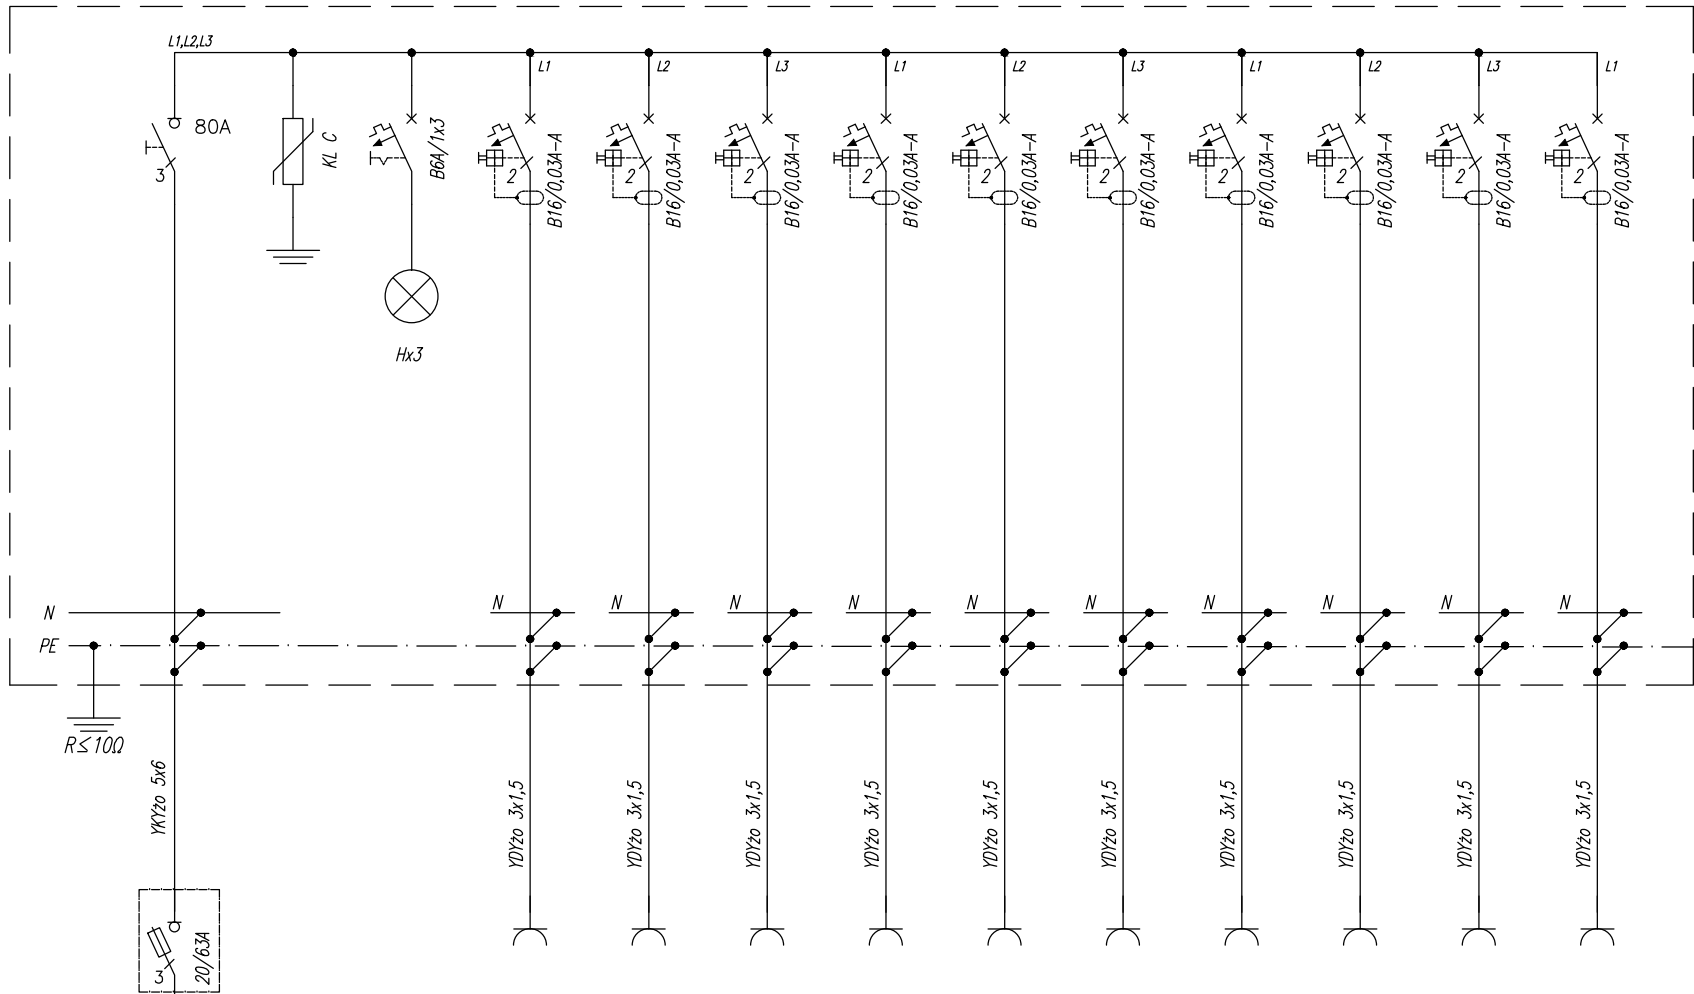 L1,L2,L3
L1
L2
L3
L1
L2
L3
L1
L2
L3
L1
80A
3
KL C
B6A/1x3
2
B16/0,03A-A
2
B16/0,03A-A
2
B16/0,03A-A
2
B16/0,03A-A
2
B16/0,03A-A
2
B16/0,03A-A
2
B16/0,03A-A
2
B16/0,03A-A
2
B16/0,03A-A
2
B16/0,03A-A
Hx3
N
N
N
N
N
N
N
N
N
N
N
PE
R≤10Ω
YKYżo 5x6
YDYżo 3x1,5
YDYżo 3x1,5
YDYżo 3x1,5
YDYżo 3x1,5
YDYżo 3x1,5
YDYżo 3x1,5
YDYżo 3x1,5
YDYżo 3x1,5
YDYżo 3x1,5
YDYżo 3x1,5
3
20/63A